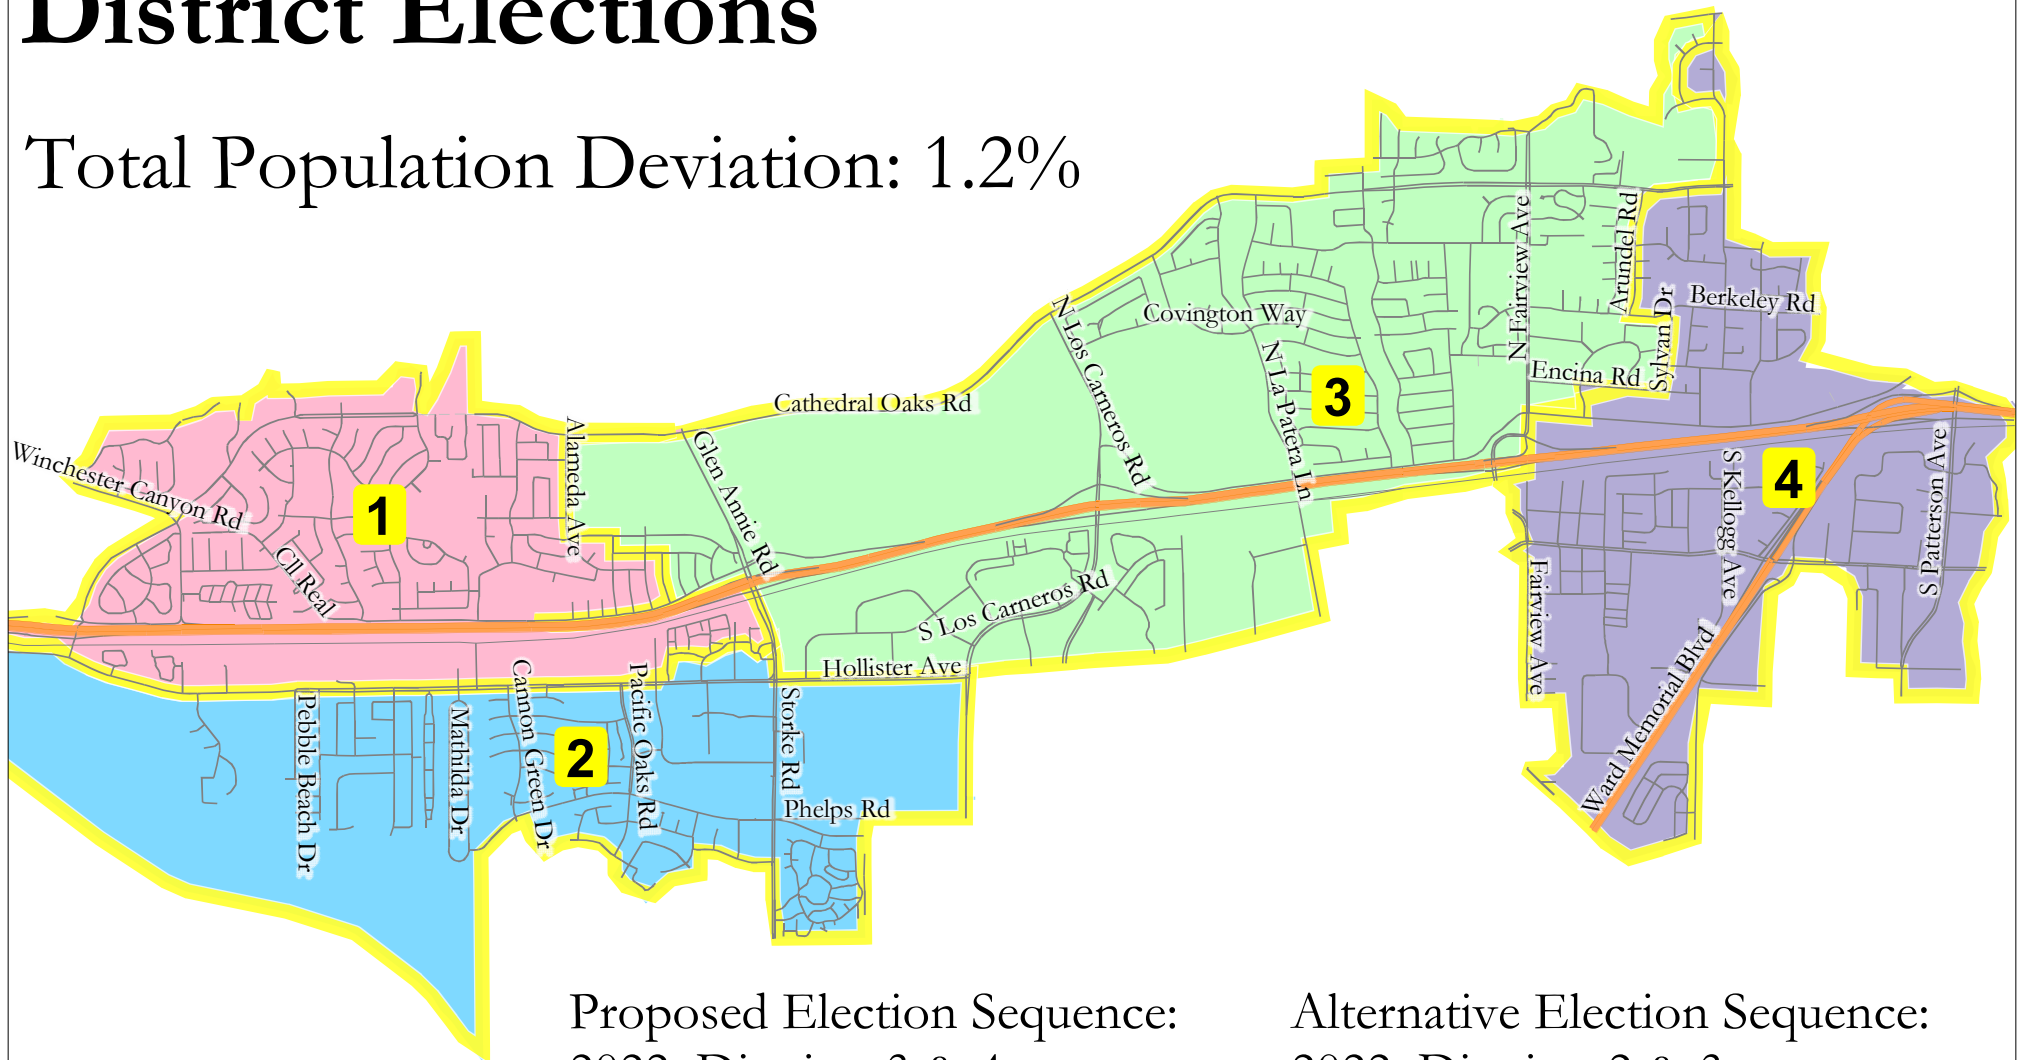 District Elections
Total Population Deviation: 1.2%
N Fairview Ave
Arundel Rd
Sylvan Dr
Berkeley Rd
N Los Carneros Rd
Covington Way
N La Patera Ln
Encina Rd
3
Cathedral Oaks Rd
Alameda Ave
Glen Annie Rd
Winchester Canyon Rd
1
Cll Real
S Kellogg Ave
4
S Patterson Ave
S Los Carneros Rd
Fairview Ave
Hollister Ave
Ward Memorial Blvd
Pebble Beach Dr
Mathilda Dr
Cannon Green Dr
2
Pacific Oaks Rd
Storke Rd
Phelps Rd
Proposed Election Sequence:
Alternative Election Sequence: